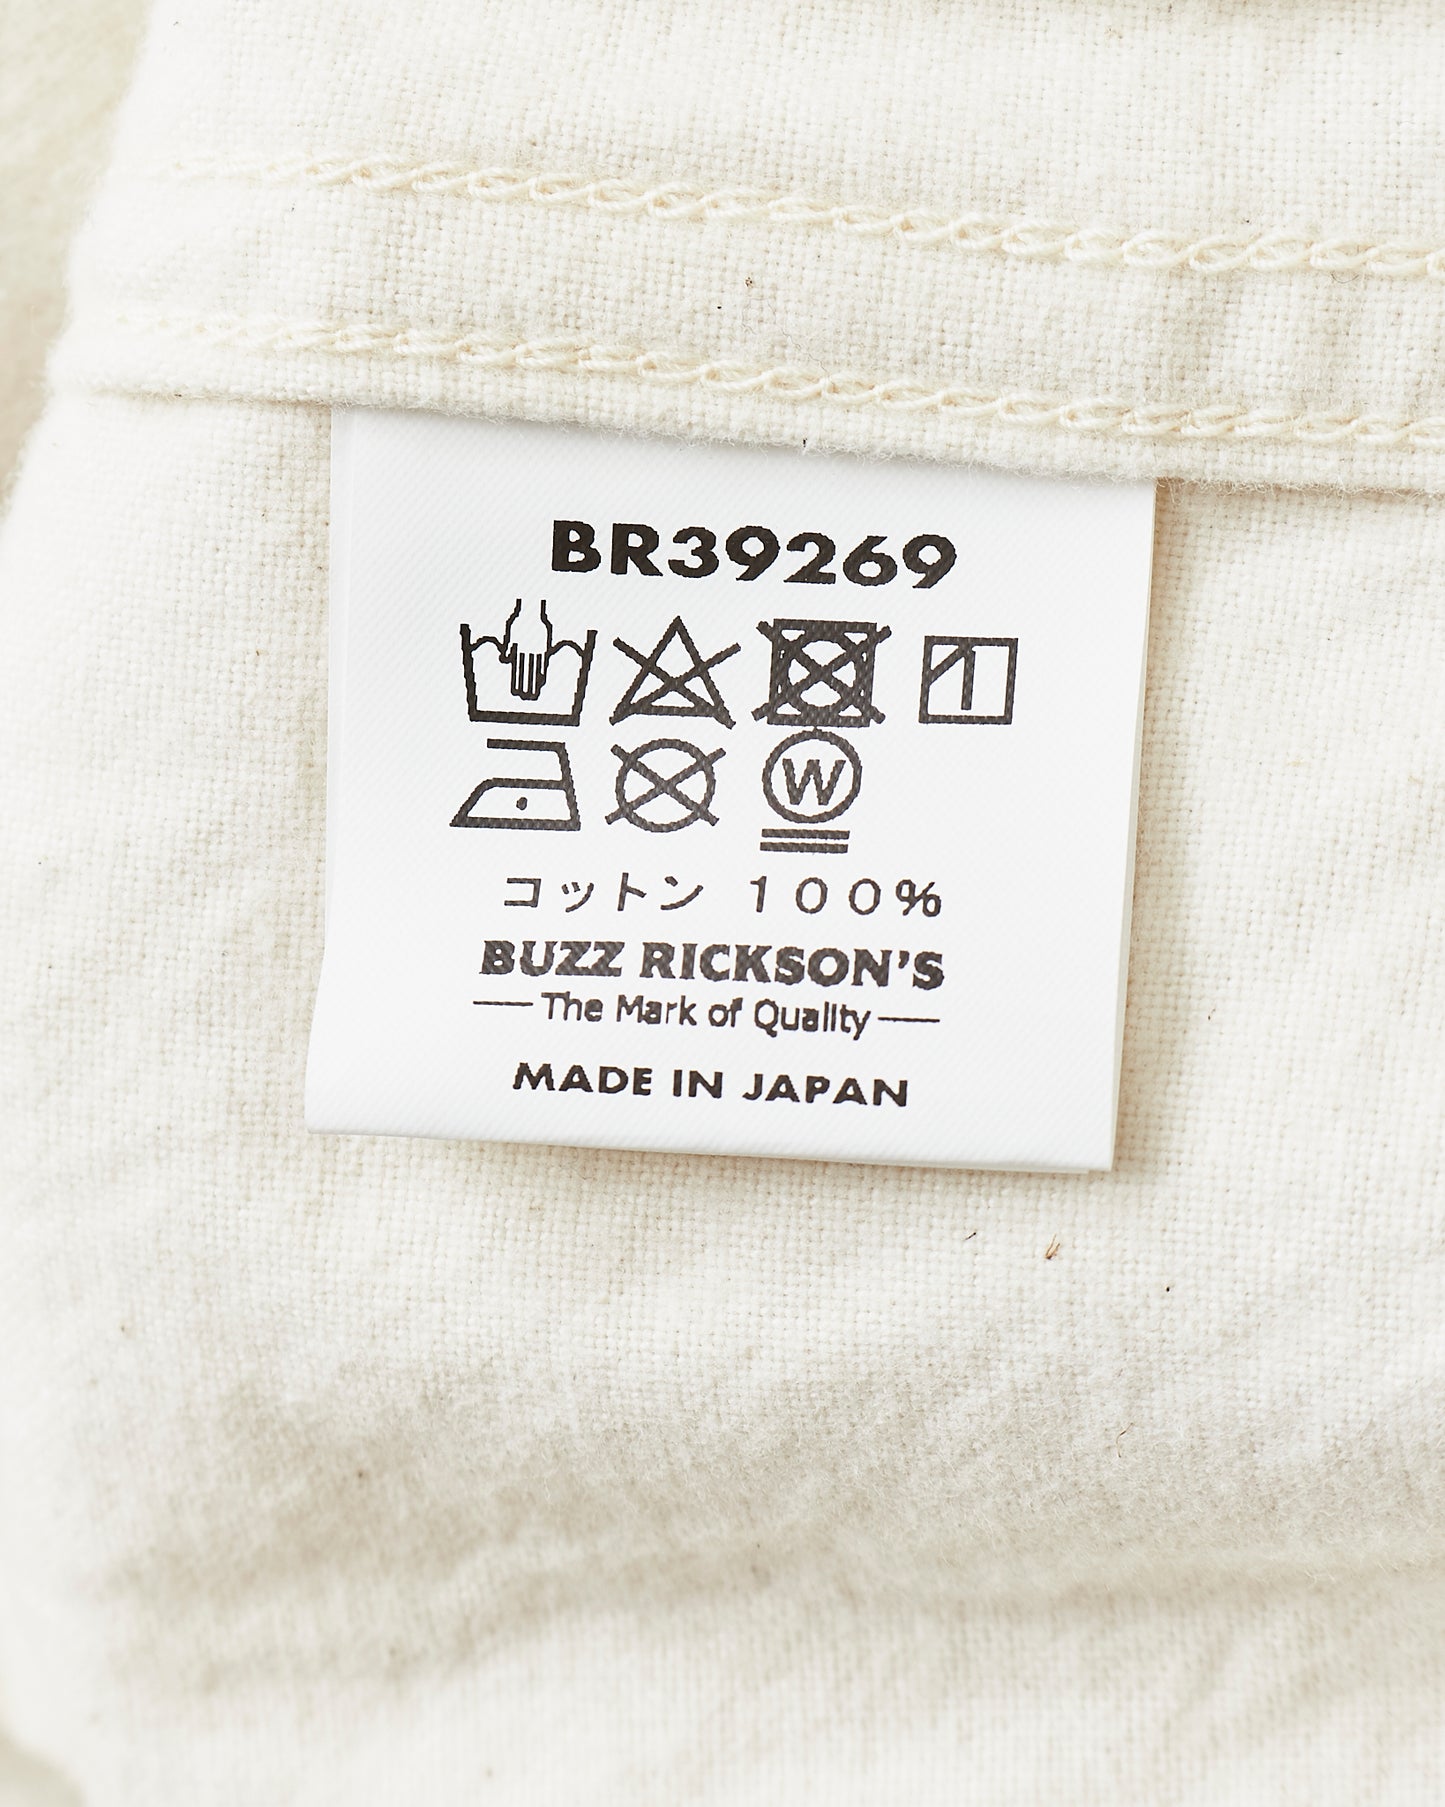 BR39269
W
コットン １００％
BUZZ RICKSON'S
The Mark of Quality
MADE IN JAPAN